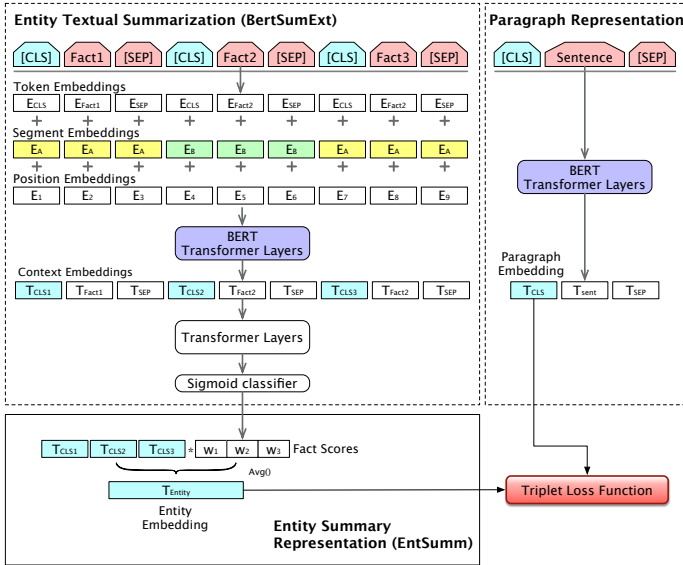 Entity Textual Summarization (BertSumExt)
[CLS] Fact1 [SEP] [CLS] Fact2 [SEP] [CLS] Fact3 [SEP]
Token Embeddings
ECLS EFact1 ESEP ECLS EFact2 ESEP ECLS EFact2 ESEP
+ + + + + + + + +
Segment Embeddings
EA EA EA EB EB EB EA EA EA
+ + + + + + + + +
Position Embeddings
E1 E2 E3 E4 E5 E6 E7 E8 E9
BERT
Transformer Layers
Context Embeddings
TCLS1 TFact1 TSEP TCLS2 TFact2 TSEP TCLS3 TFact2 TSEP
Transformer Layers
Sigmoid classifier
TCLS1 TCLS2 TCLS3 * w1 w2 w3 Fact Scores
Avg()
TEntity
Entity
Embedding
Entity Summary
Representation (EntSumm)
Paragraph Representation
[CLS] Sentence [SEP]
BERT
Transformer Layers
Paragraph
Embedding
TCLS Tsent TSEP
Triplet Loss Function